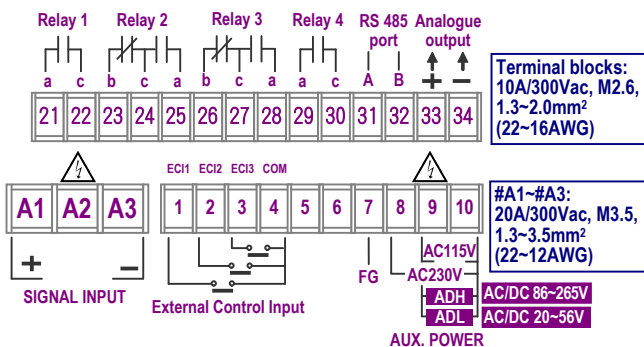 Relay 1 Relay 2 Relay 3 Relay 4 RS 485 port Analogue output
a c b c a b c a a c A B + −
21 22 23 24 25 26 27 28 29 30 31 32 33 34
Terminal blocks:
10A/300Vac, M2.6,
1.3~2.0mm²
(22~16AWG)
ECI1 ECI2 ECI3 COM
A1 A2 A3 1 2 3 4 5 6 7 8 9 10
#A1~#A3:
20A/300Vac, M3.5,
1.3~3.5mm²
(22~12AWG)
+ −
SIGNAL INPUT
External Control Input
FG
AC115V
AC230V
ADH AC/DC 86~265V
ADL AC/DC 20~56V
AUX. POWER